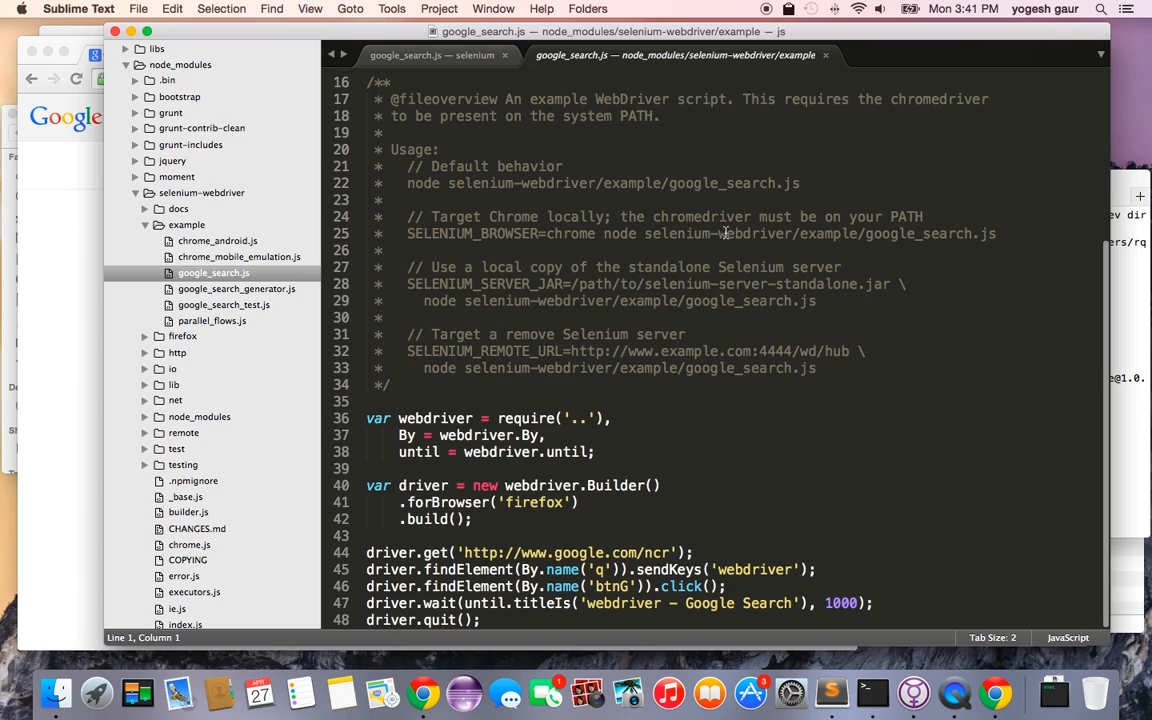 Sublime Text File Edit Selection Find View Goto Tools Project Window Help Folders Mon 3:41 PM yogesh gaur
google_search.js — node_modules/selenium-webdriver/example — js
google_search.js — selenium × google_search.js — node_modules/selenium-webdriver/example ×
Google
libs
node_modules
.bin
bootstrap
grunt
grunt-contrib-clean
grunt-includes
jquery
moment
selenium-webdriver
docs
example
chrome_android.js
chrome_mobile_emulation.js
google_search.js
google_search_generator.js
google_search_test.js
parallel_flows.js
firefox
http
io
lib
net
node_modules
remote
test
testing
.npmignore
_base.js
builder.js
CHANGES.md
chrome.js
COPYING
error.js
executors.js
ie.js
index.js
16 /**
17 * @fileoverview An example WebDriver script. This requires the chromedriver
18 * to be present on the system PATH.
19 *
20 * Usage:
21 * // Default behavior
22 * node selenium-webdriver/example/google_search.js
23 *
24 * // Target Chrome locally; the chromedriver must be on your PATH
25 * SELENIUM_BROWSER=chrome node selenium-webdriver/example/google_search.js
26 *
27 * // Use a local copy of the standalone Selenium server
28 * SELENIUM_SERVER_JAR=/path/to/selenium-server-standalone.jar \
29 * node selenium-webdriver/example/google_search.js
30 *
31 * // Target a remove Selenium server
32 * SELENIUM_REMOTE_URL=http://www.example.com:4444/wd/hub \
33 * node selenium-webdriver/example/google_search.js
34 */
35
36 var webdriver = require('..'),
37 By = webdriver.By,
38 until = webdriver.until;
39
40 var driver = new webdriver.Builder()
41 .forBrowser('firefox')
42 .build();
43
44 driver.get('http://www.google.com/ncr');
45 driver.findElement(By.name('q')).sendKeys('webdriver');
46 driver.findElement(By.name('btnG')).click();
47 driver.wait(until.titleIs('webdriver - Google Search'), 1000);
48 driver.quit();
ev dir
ers/rq
e@1.0.
Line 1, Column 1 Tab Size: 2 JavaScript
APR
27
1
3